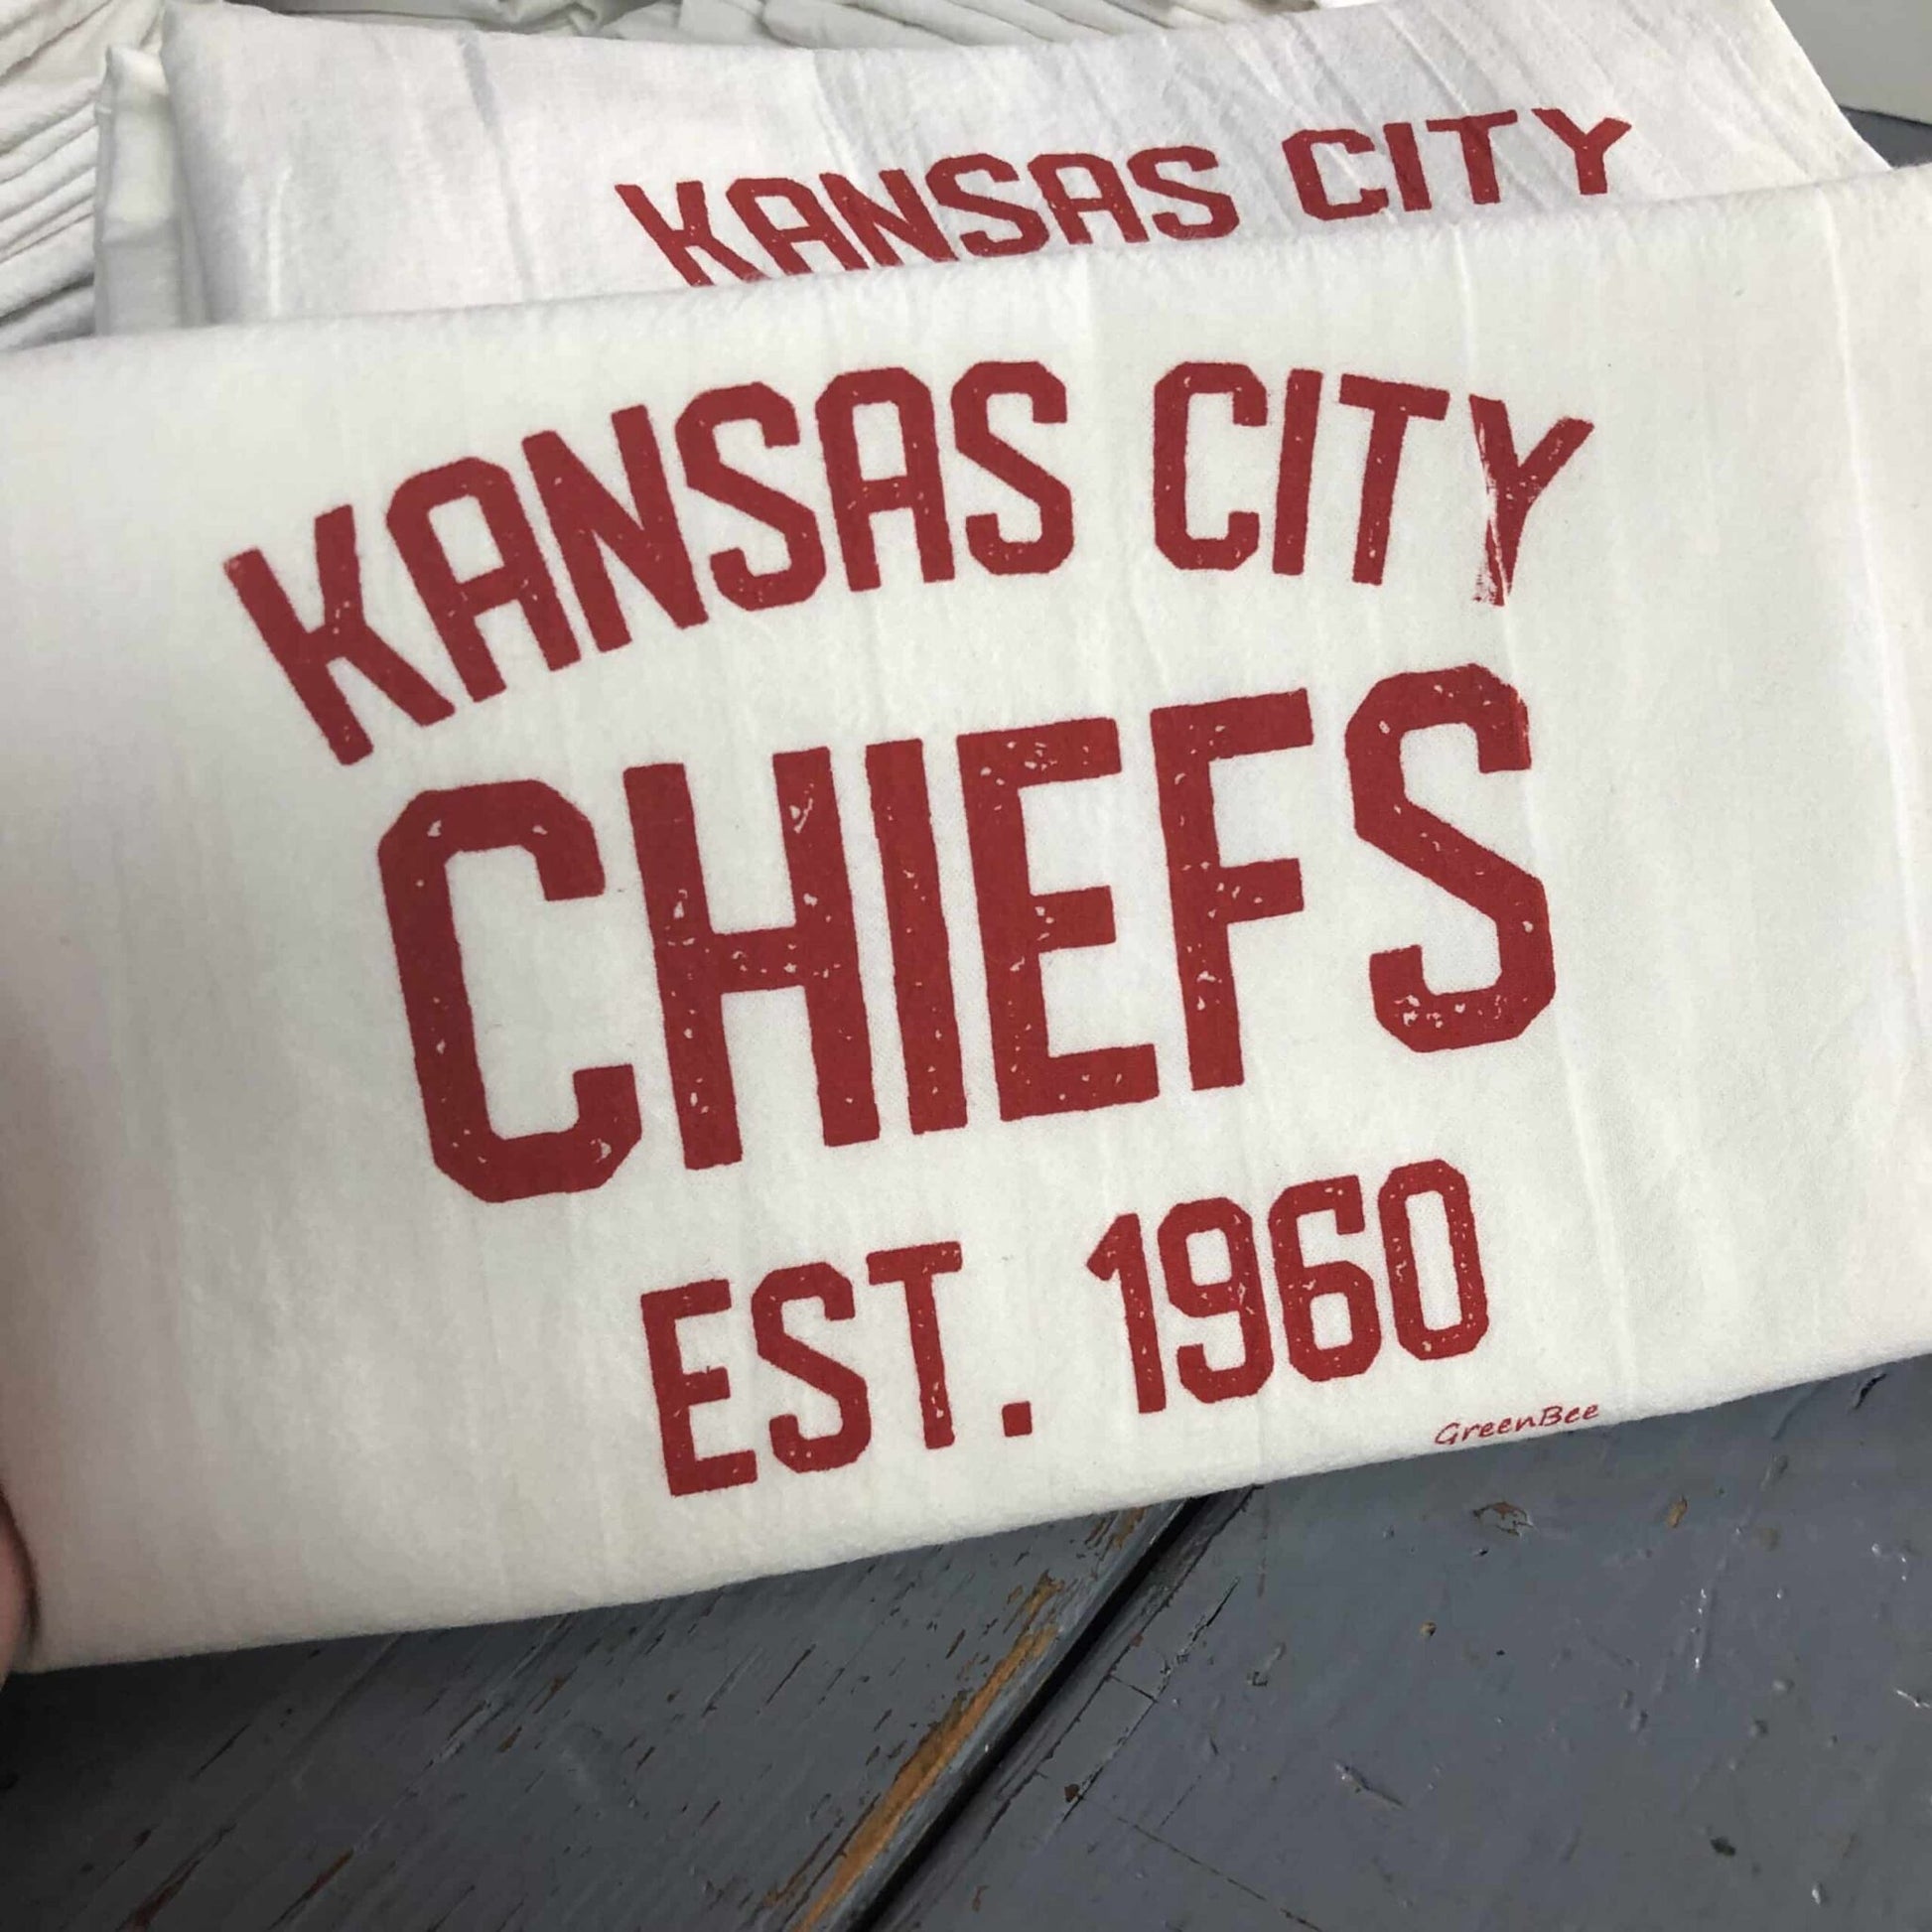 KANSAS CITY
KANSAS CITY
CHIEFS
EST. 1960
GreenBee